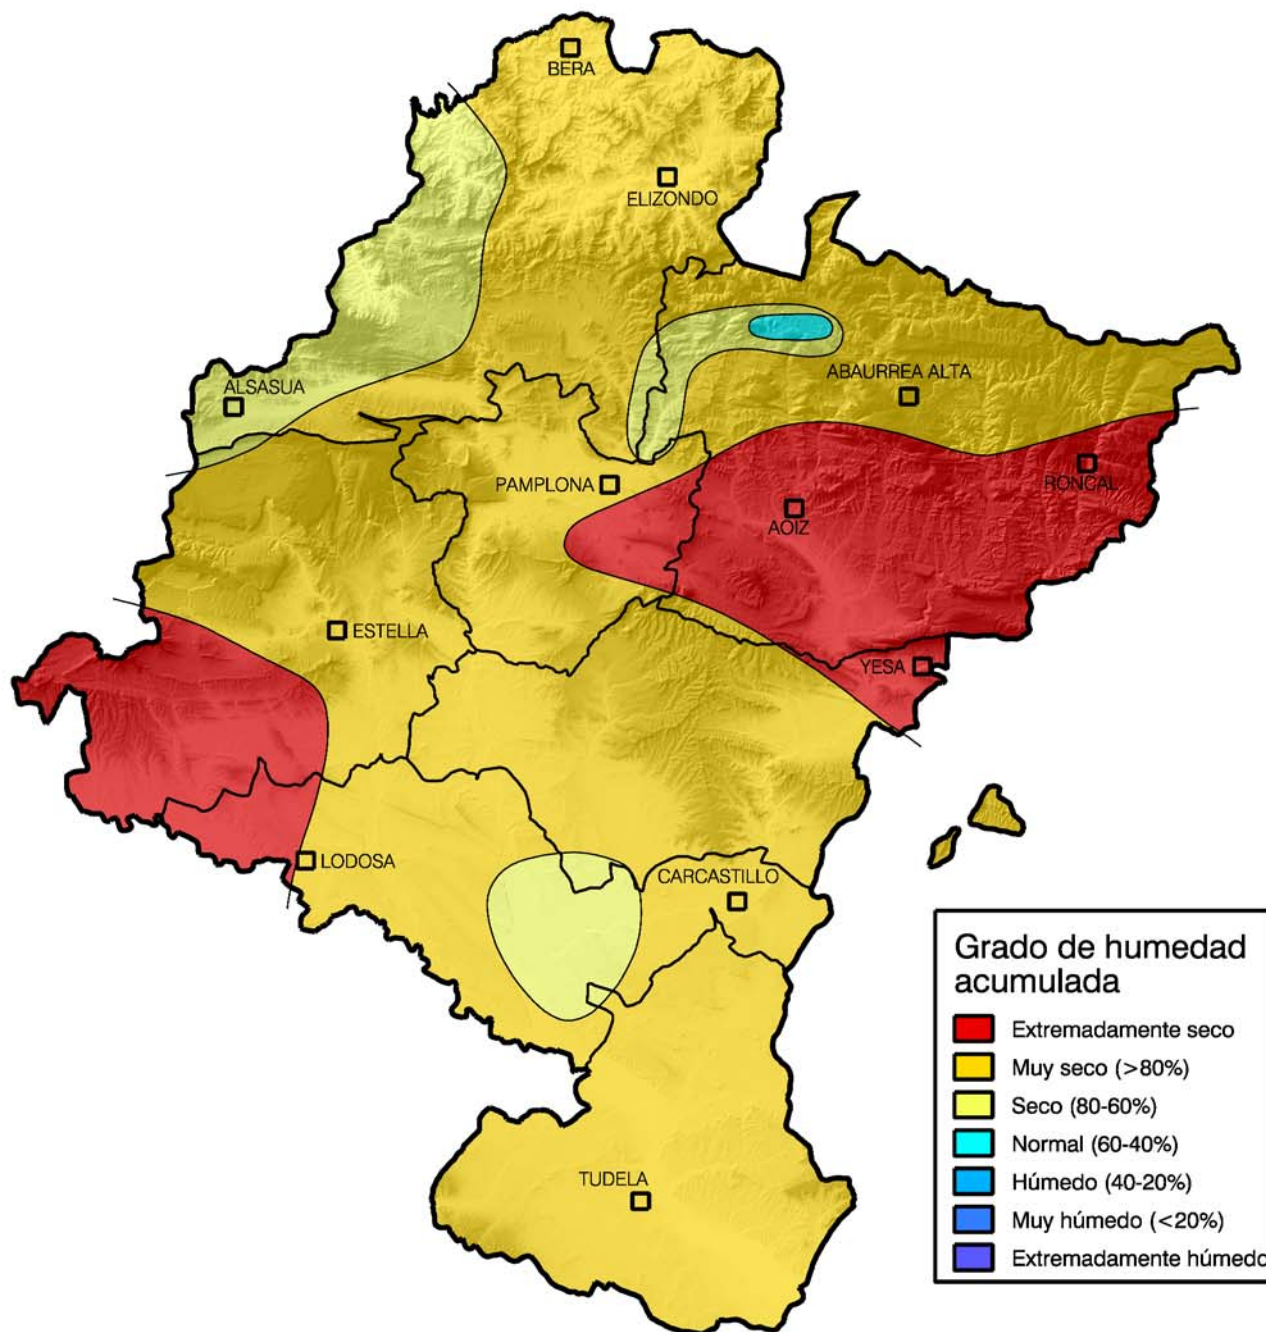 BERA
ELIZONDO
ALSASUA
ABAURREA ALTA
PAMPLONA
RONCAL
AOIZ
ESTELLA
YESA
LODOSA
CARCASTILLO
TUDELA
Grado de humedad
acumulada
Extremadamente seco
Muy seco (>80%)
Seco (80-60%)
Normal (60-40%)
Húmedo (40-20%)
Muy húmedo (<20%)
Extremadamente húmedo